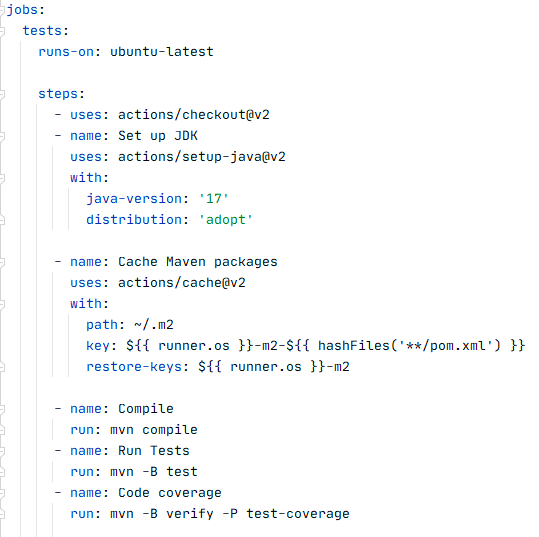 jobs:
  tests:
    runs-on: ubuntu-latest

    steps:
      - uses: actions/checkout@v2
      - name: Set up JDK
        uses: actions/setup-java@v2
        with:
          java-version: '17'
          distribution: 'adopt'

      - name: Cache Maven packages
        uses: actions/cache@v2
        with:
          path: ~/.m2
          key: ${{ runner.os }}-m2-${{ hashFiles('**/pom.xml') }}
          restore-keys: ${{ runner.os }}-m2

      - name: Compile
        run: mvn compile
      - name: Run Tests
        run: mvn -B test
      - name: Code coverage
        run: mvn -B verify -P test-coverage